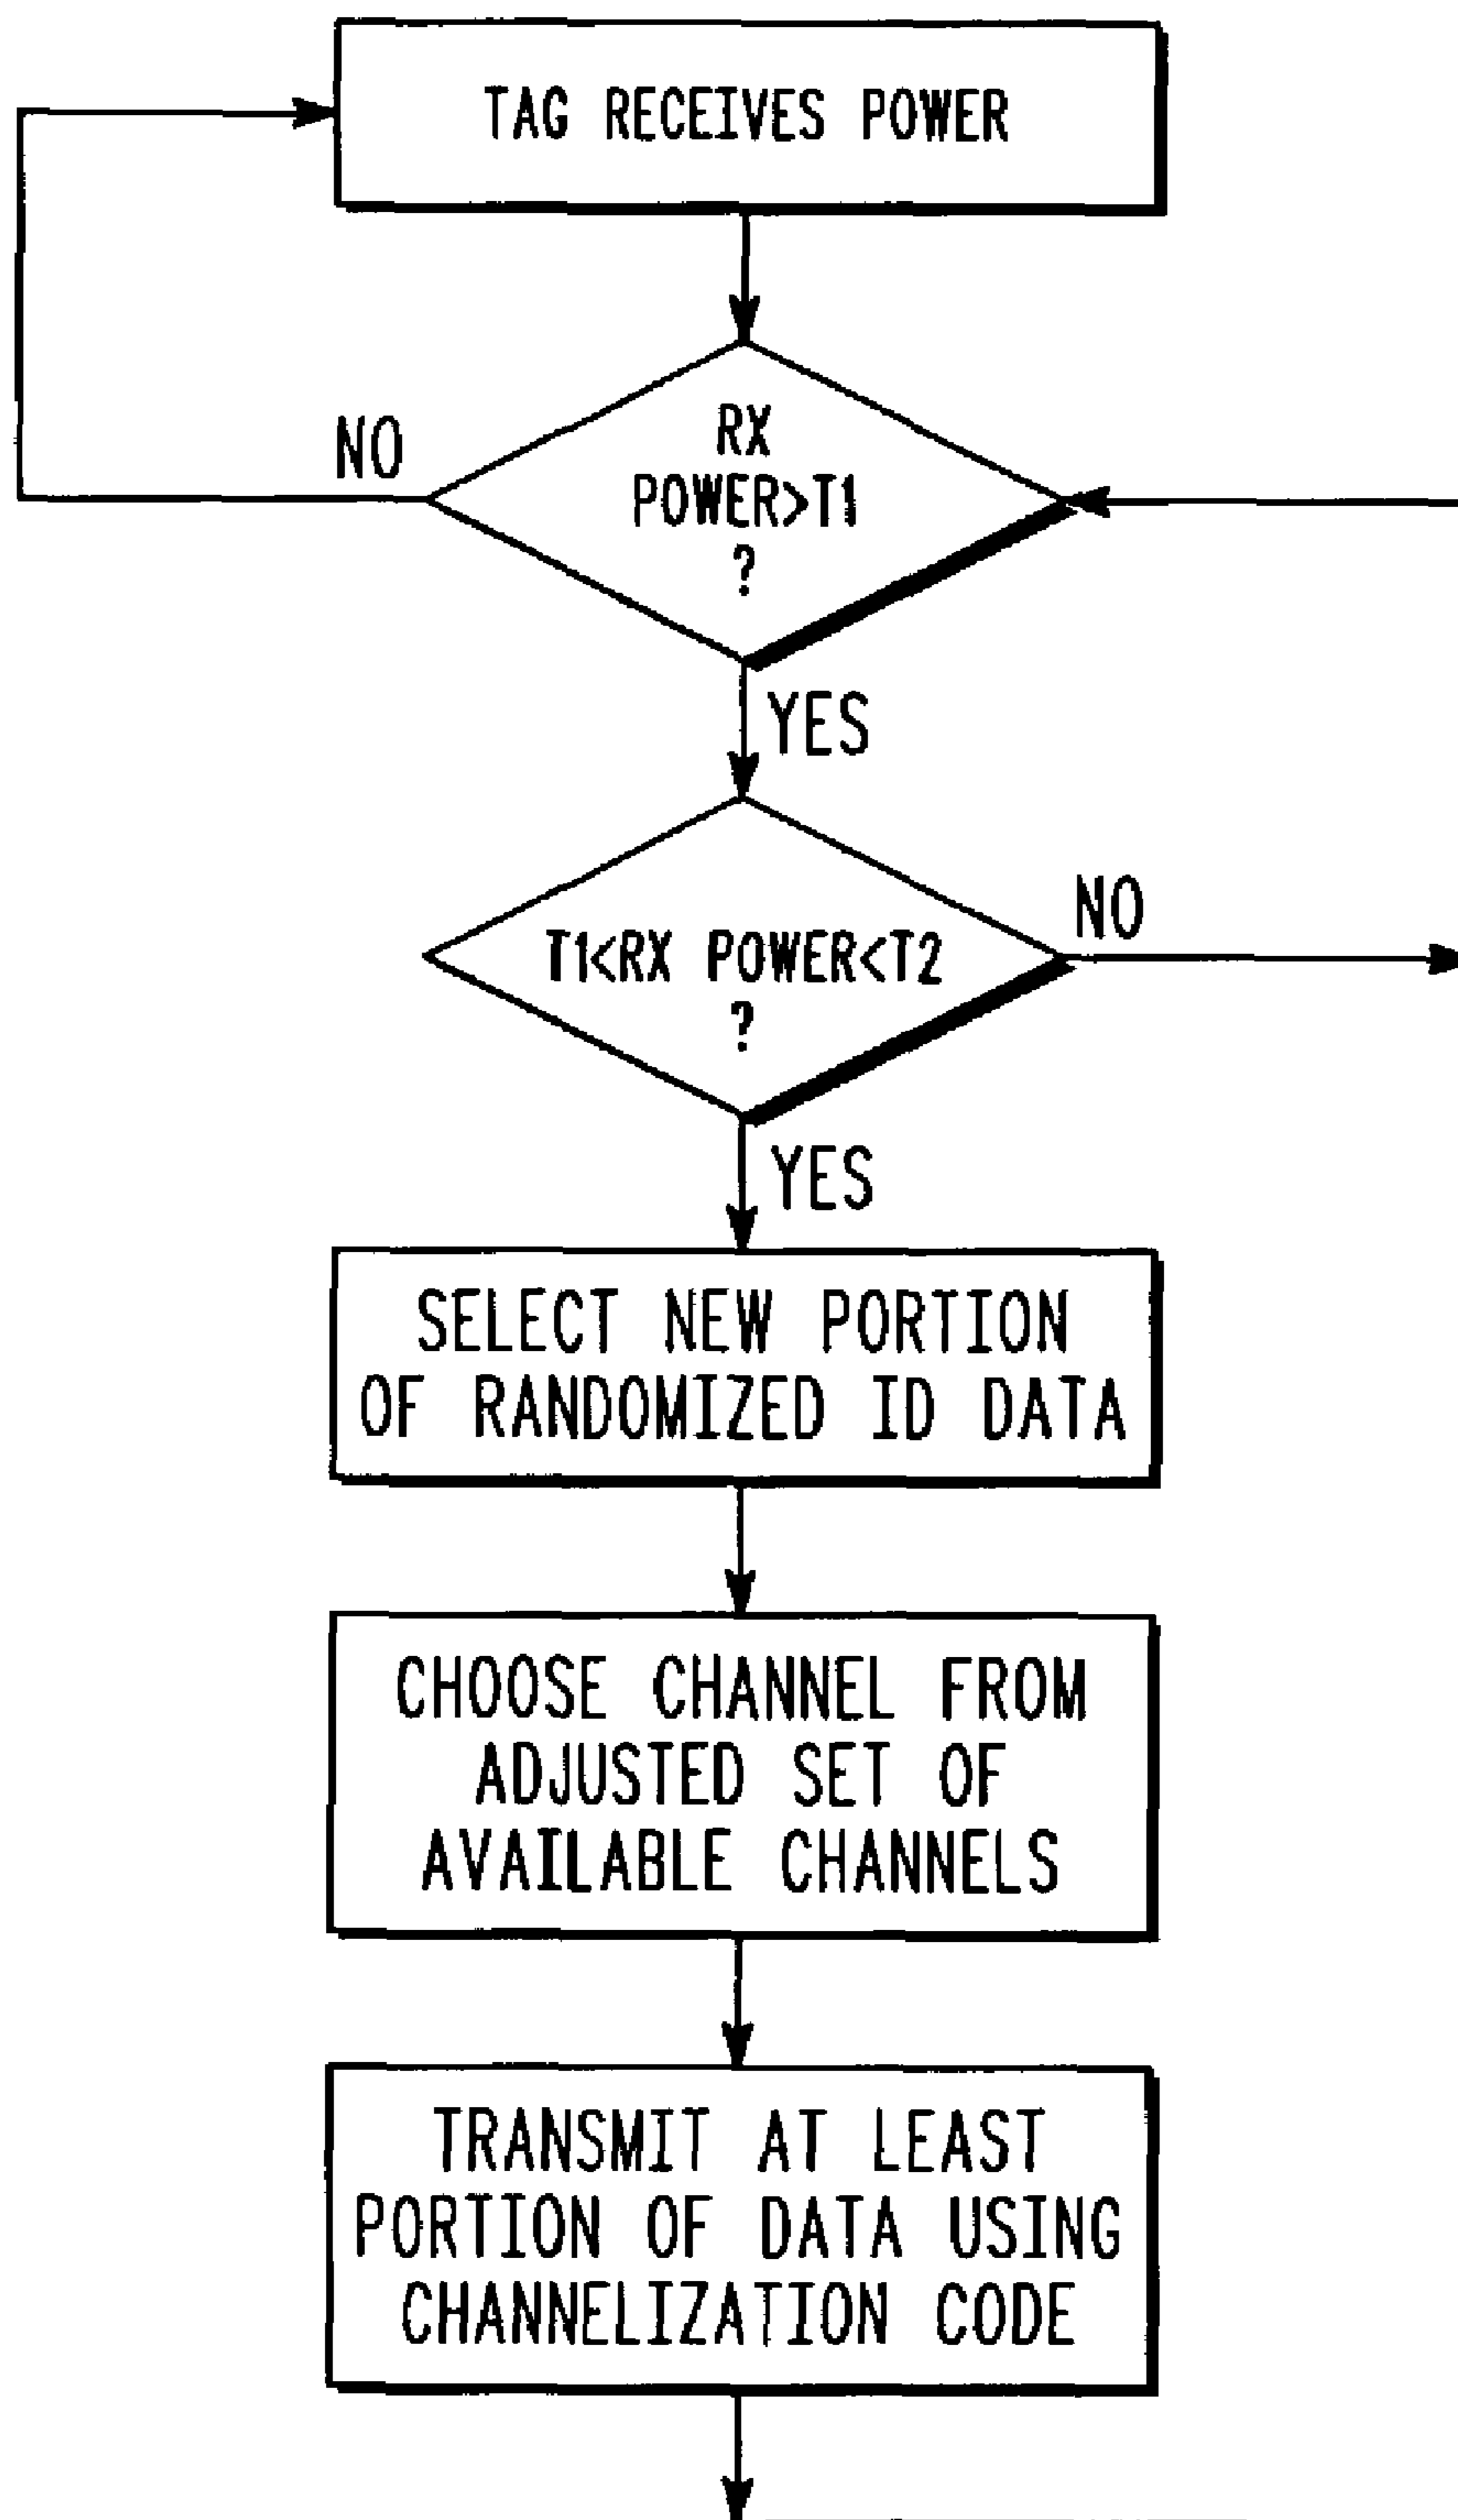 TAG RECEIVES POWER
NO
RX
POWER>T1
?
YES
NO
T1<RX POWER<T2
?
YES
SELECT NEW PORTION
OF RANDOMIZED ID DATA
CHOOSE CHANNEL FROM
ADJUSTED SET OF
AVAILABLE CHANNELS
TRANSMIT AT LEAST
PORTION OF DATA USING
CHANNELIZATION CODE